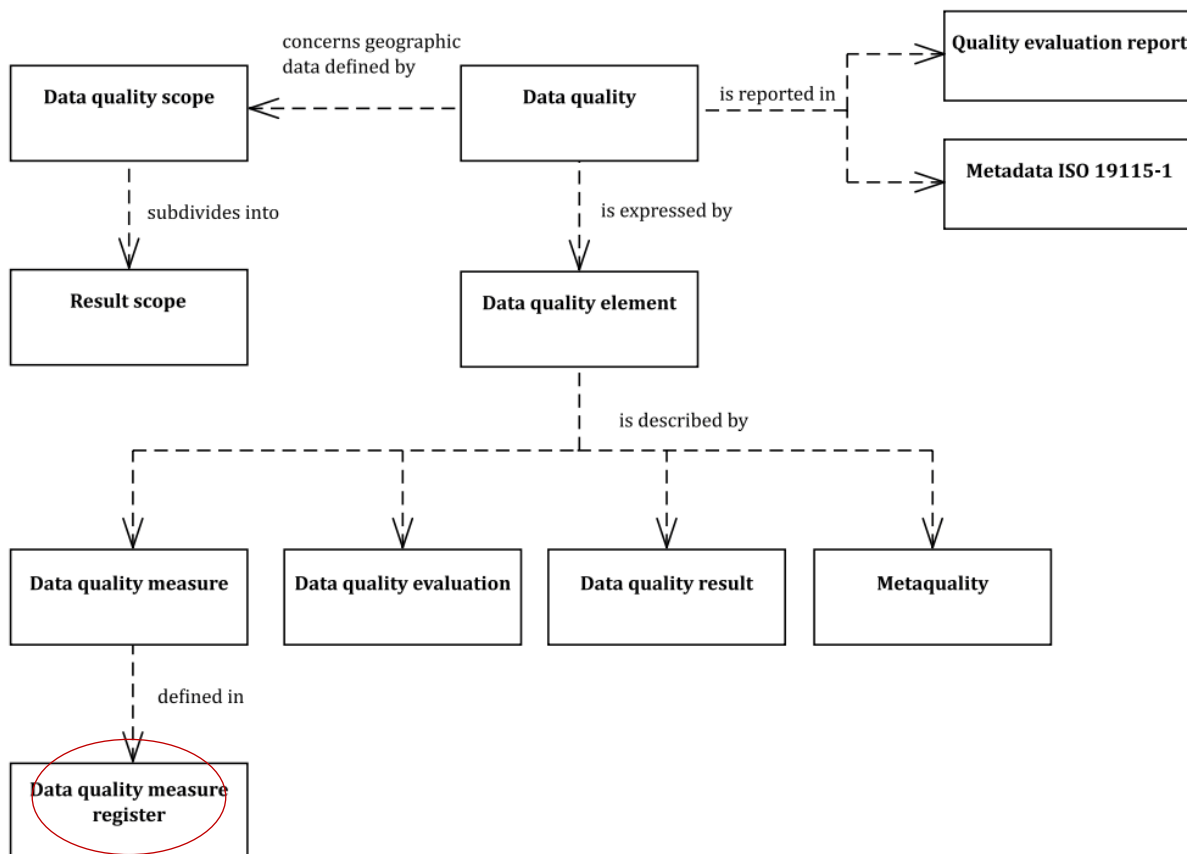 concerns geographic
data defined by
Quality evaluation report
Data quality scope
Data quality
is reported in
Metadata ISO 19115-1
subdivides into
is expressed by
Result scope
Data quality element
is described by
Data quality measure
Data quality evaluation
Data quality result
Metaquality
defined in
Data quality measure
register